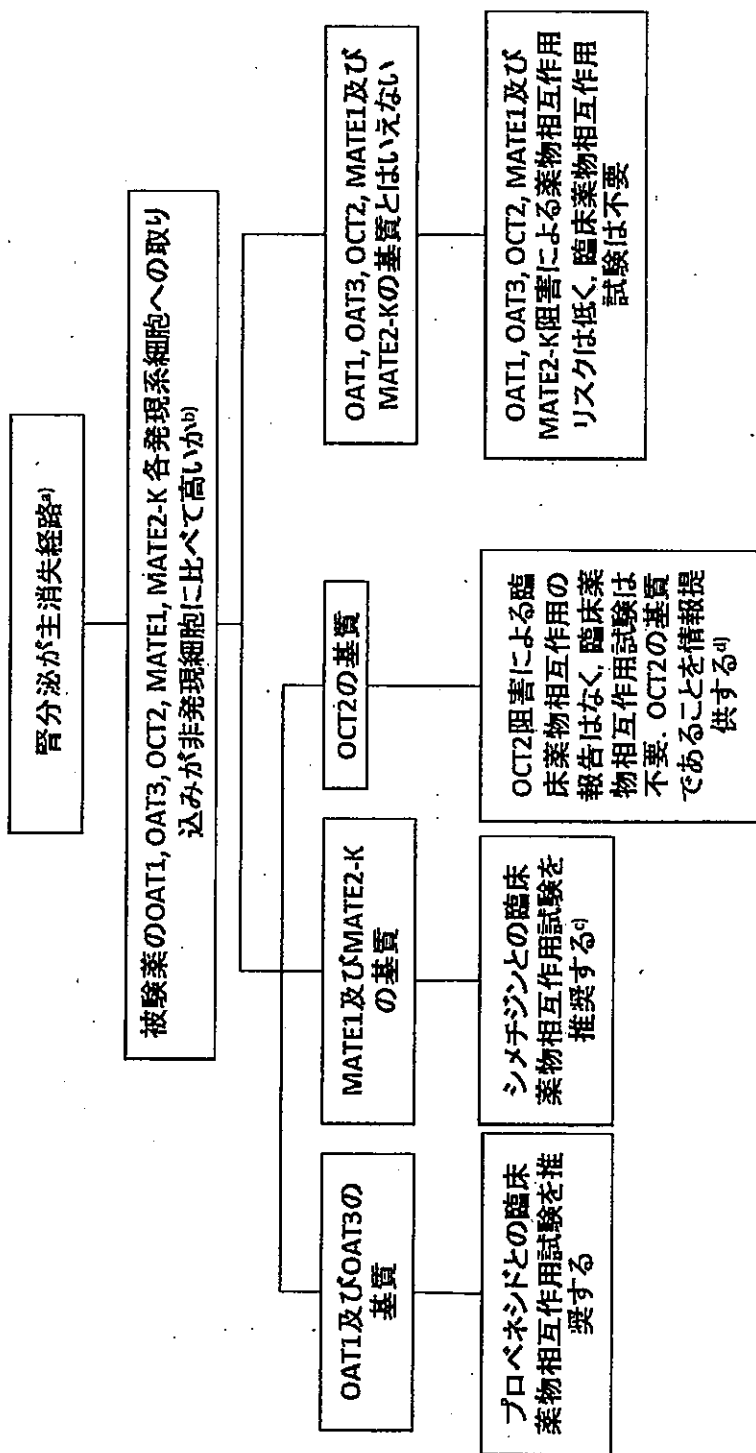 腎分泌が主消失経路a)
被験薬のOAT1, OAT3, OCT2, MATE1, MATE2-K 各発現系細胞への取り
込みが非発現細胞に比べて高いかb)
OAT1及びOAT3の
基質
MATE1及びMATE2-K
の基質
OCT2の基質
OAT1, OAT3, OCT2, MATE1及び
MATE2-Kの基質とはいえない
プロベネシドとの臨床
薬物相互作用試験を推
奨する
シメチジンとの臨床
薬物相互作用試験を
推奨するc)
OCT2阻害による臨
床薬物相互作用の
報告はなく, 臨床薬
物相互作用試験は
不要. OCT2の基質
であることを情報提
供するd)
OAT1, OAT3, OCT2, MATE1及び
MATE2-K阻害による薬物相互作用
リスクは低く, 臨床薬物相互作用
試験は不要